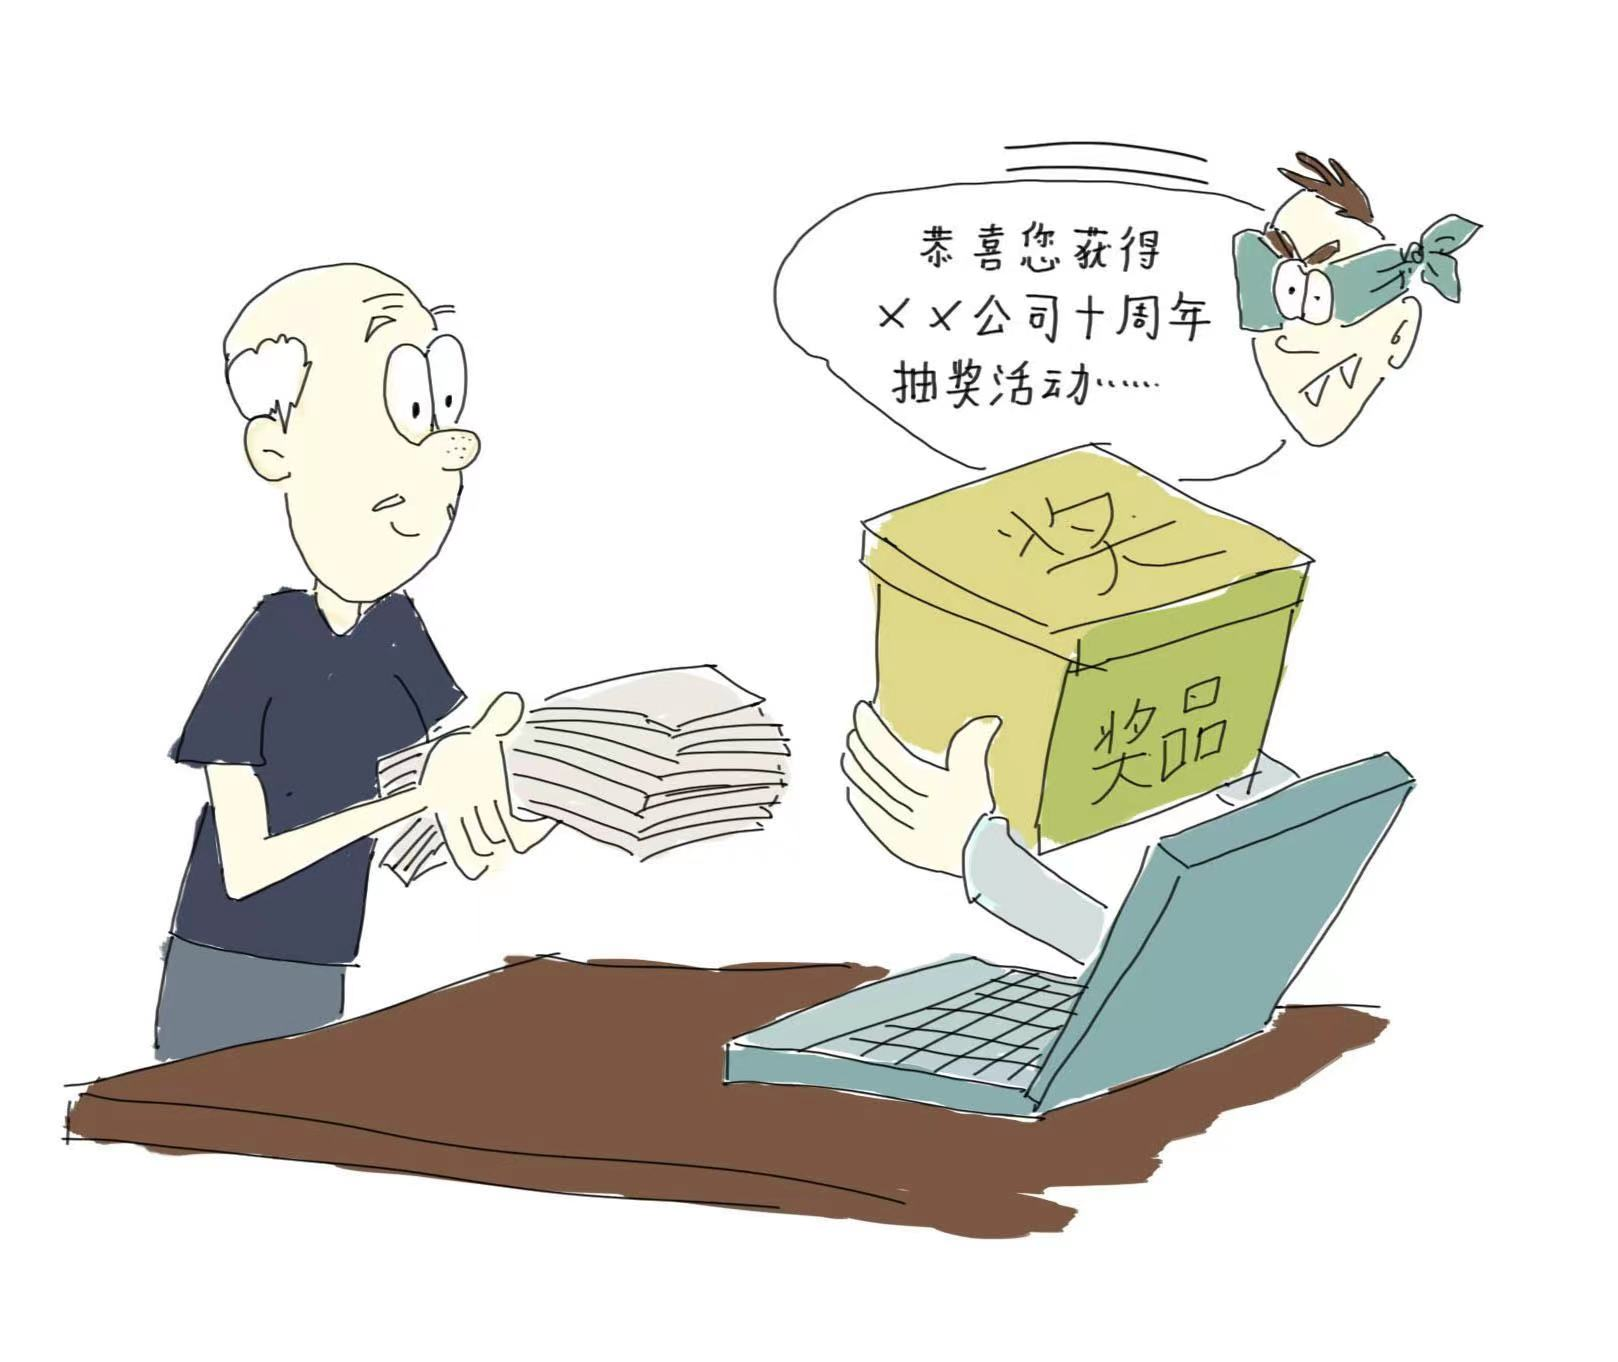 恭喜您获得
××公司十周年
抽奖活动……
奖
奖品